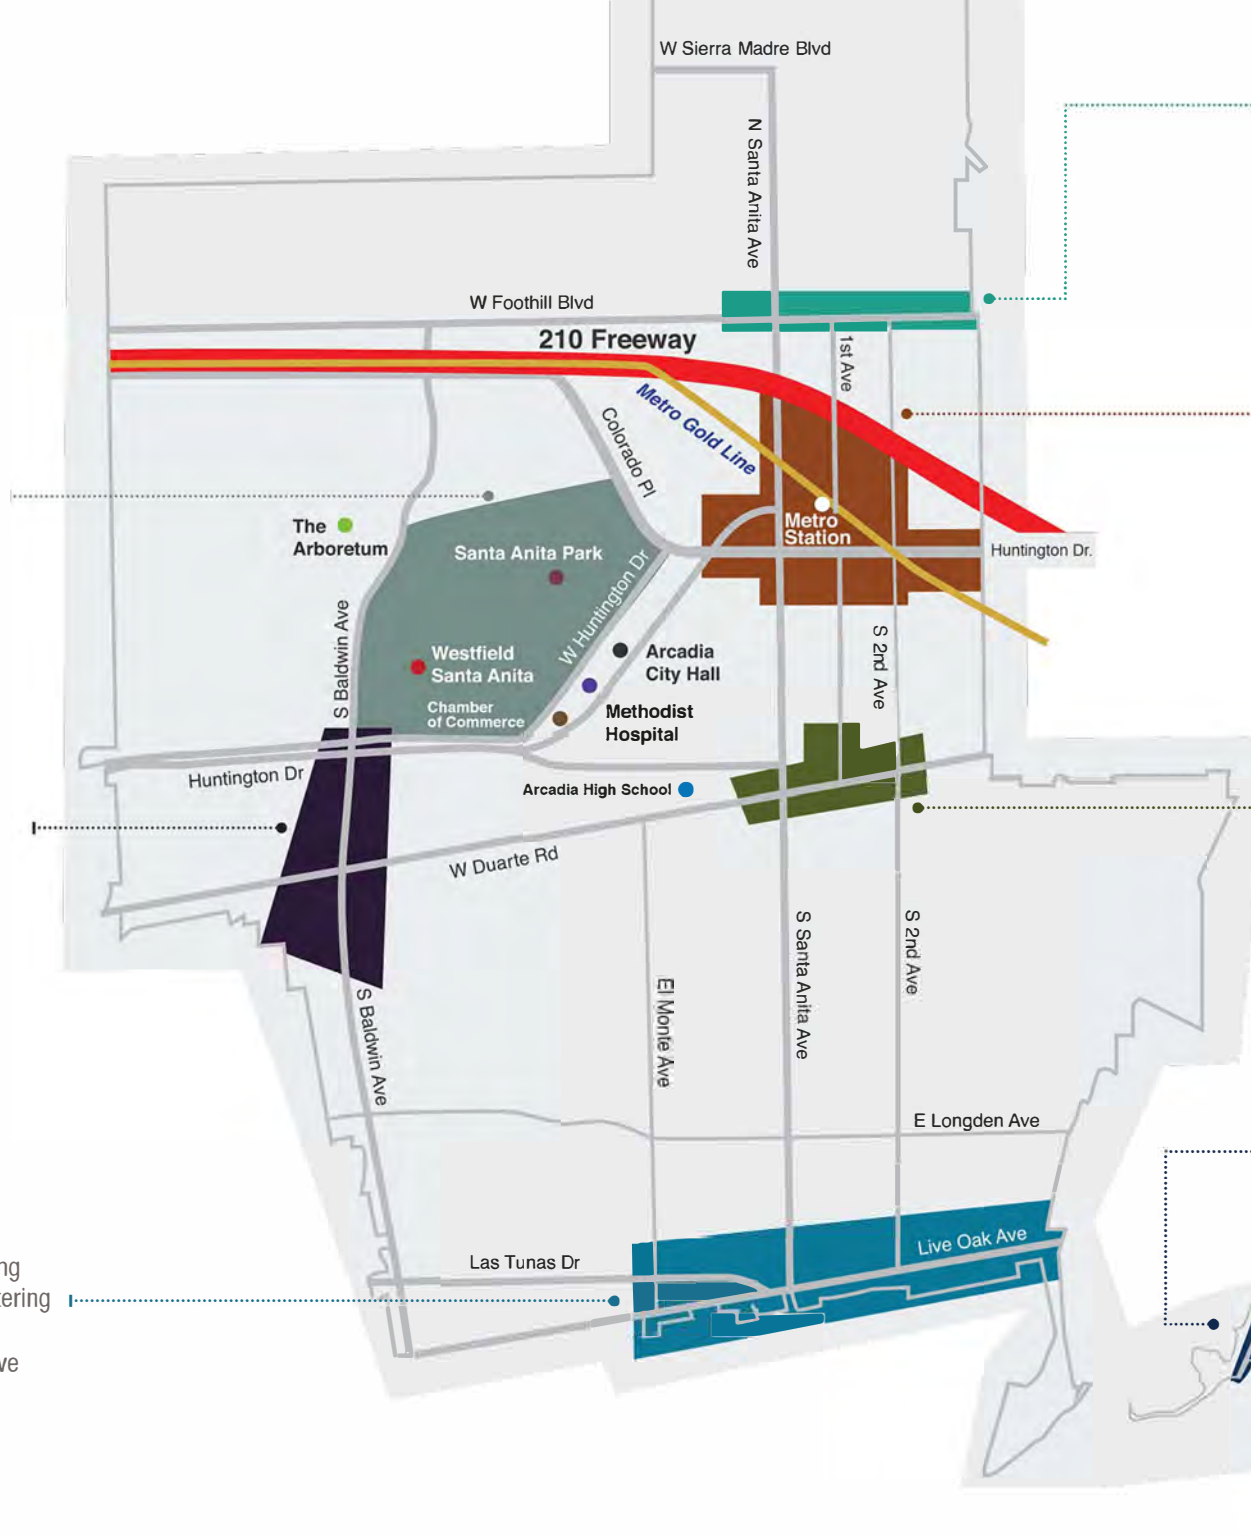 W Sierra Madre Blvd
N Santa Anita Ave
W Foothill Blvd
210 Freeway
1st Ave
Metro Gold Line
Colorado Pl
The
Arboretum
Santa Anita Park
Metro
Station
Huntington Dr.
W Huntington Dr
S Baldwin Ave
Westfield
Santa Anita
Arcadia
City Hall
S 2nd Ave
Chamber
of Commerce
Methodist
Hospital
Huntington Dr
Arcadia High School
W Duarte Rd
S Baldwin Ave
El Monte Ave
S Santa Anita Ave
S 2nd Ave
E Longden Ave
Live Oak Ave
Las Tunas Dr